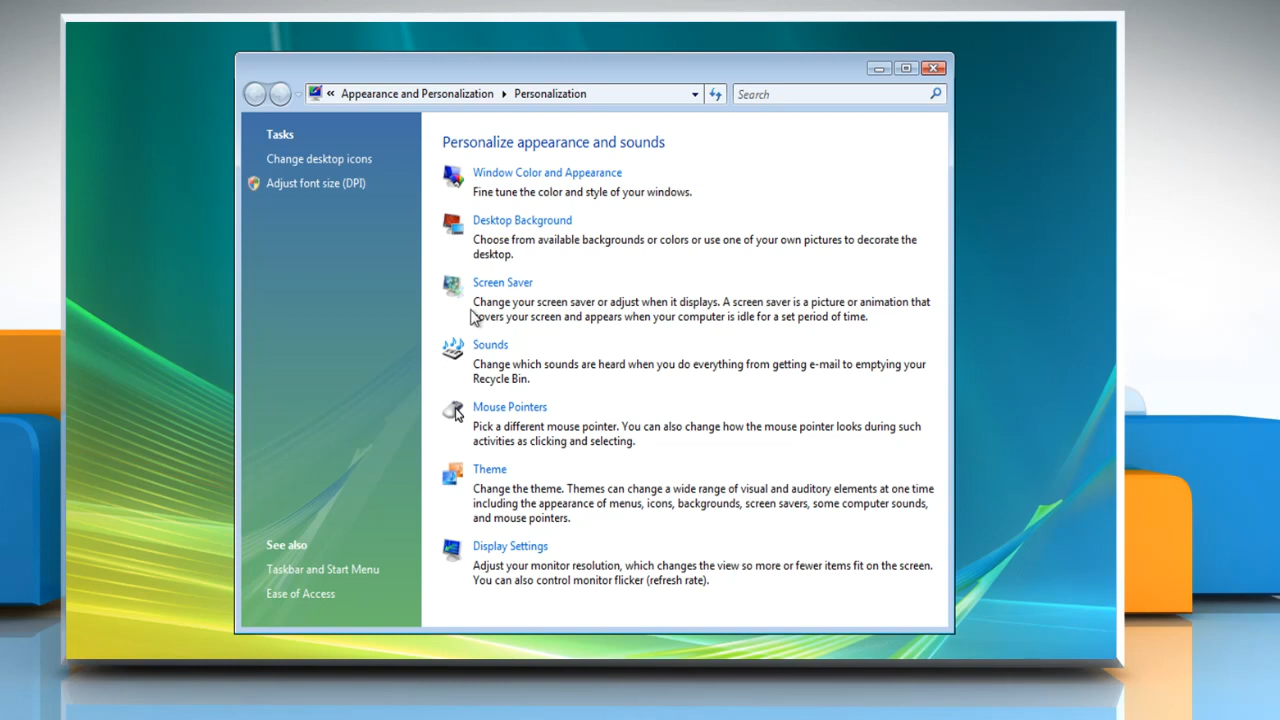 « Appearance and Personalization ▸ Personalization
Search
Tasks
Change desktop icons
Adjust font size (DPI)
See also
Taskbar and Start Menu
Ease of Access
Personalize appearance and sounds
Window Color and Appearance
Fine tune the color and style of your windows.
Desktop Background
Choose from available backgrounds or colors or use one of your own pictures to decorate the
desktop.
Screen Saver
Change your screen saver or adjust when it displays. A screen saver is a picture or animation that
covers your screen and appears when your computer is idle for a set period of time.
Sounds
Change which sounds are heard when you do everything from getting e-mail to emptying your
Recycle Bin.
Mouse Pointers
Pick a different mouse pointer. You can also change how the mouse pointer looks during such
activities as clicking and selecting.
Theme
Change the theme. Themes can change a wide range of visual and auditory elements at one time
including the appearance of menus, icons, backgrounds, screen savers, some computer sounds,
and mouse pointers.
Display Settings
Adjust your monitor resolution, which changes the view so more or fewer items fit on the screen.
You can also control monitor flicker (refresh rate).